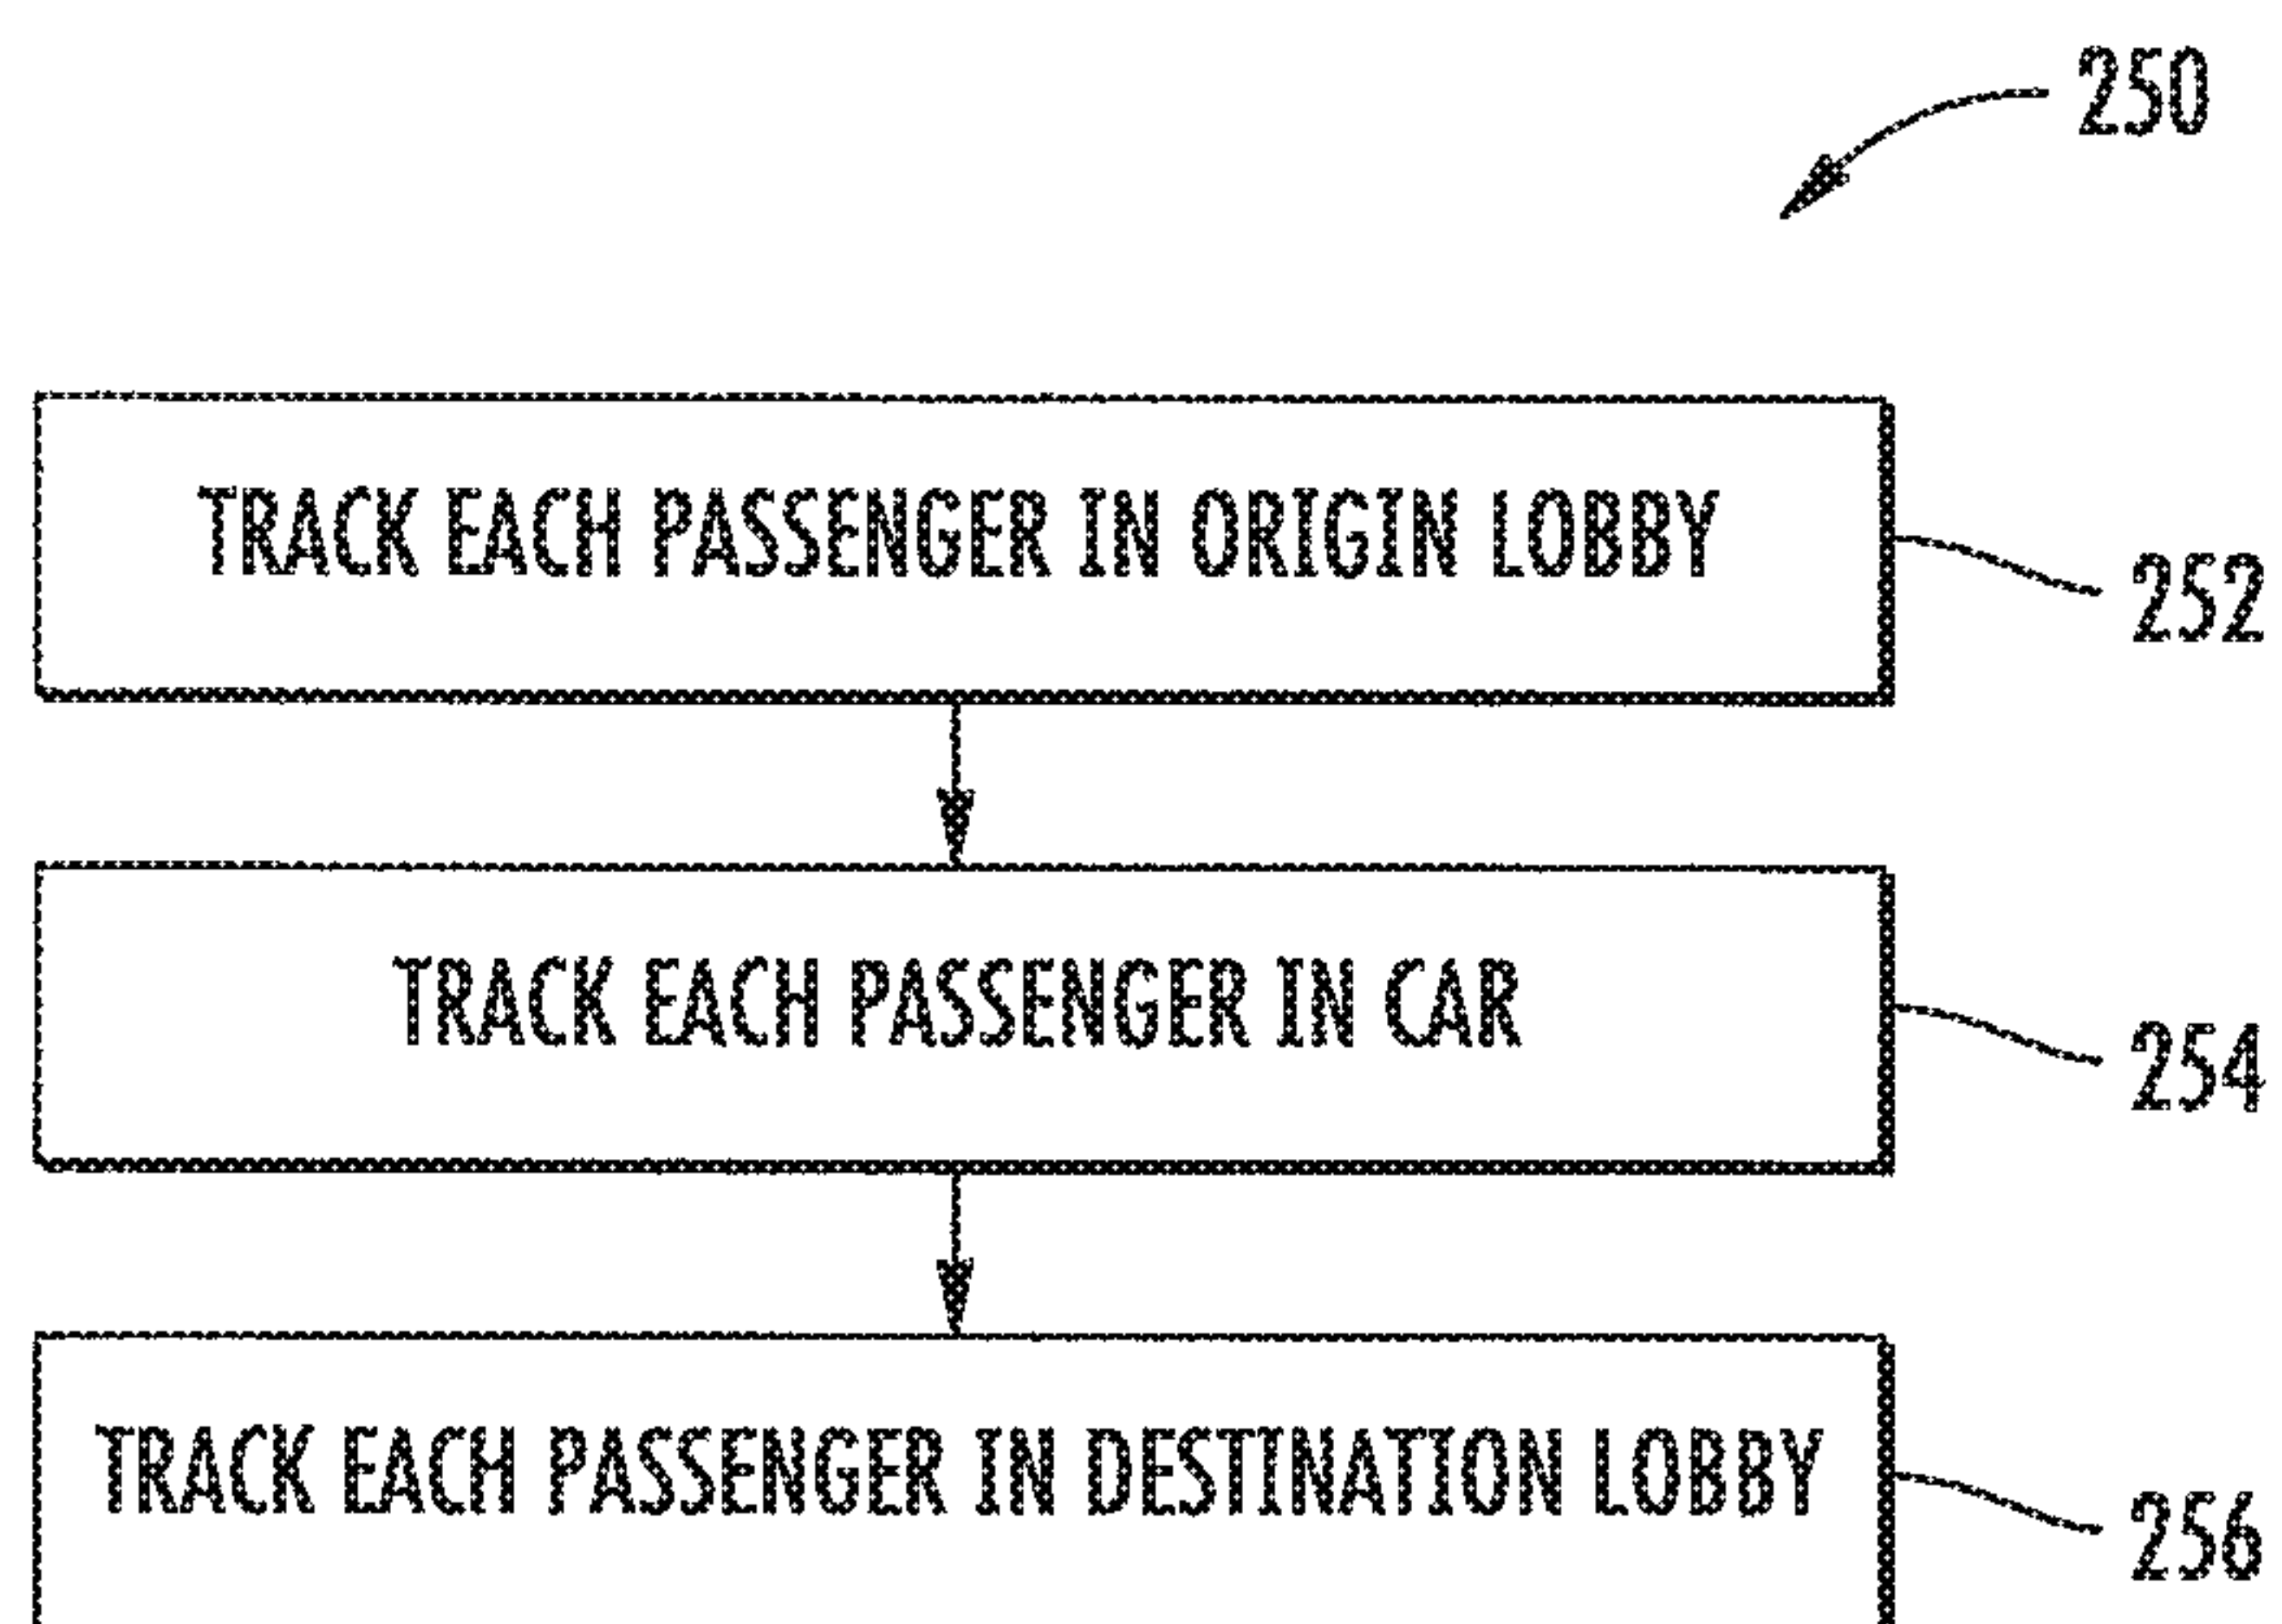 250
TRACK EACH PASSENGER IN ORIGIN LOBBY
252
TRACK EACH PASSENGER IN CAR
254
TRACK EACH PASSENGER IN DESTINATION LOBBY
256